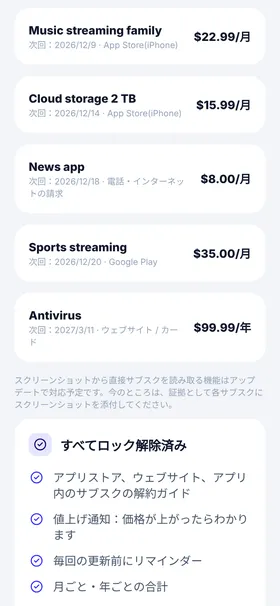 Music streaming family
次回：2026/12/9 · App Store(iPhone)
$22.99/月
Cloud storage 2 TB
次回：2026/12/14 · App Store(iPhone)
$15.99/月
News app
次回：2026/12/18 · 電話・インターネッ
トの請求
$8.00/月
Sports streaming
次回：2026/12/20 · Google Play
$35.00/月
Antivirus
次回：2027/3/11 · ウェブサイト / カー
ド
$99.99/年
スクリーンショットから直接サブスクを読み取る機能はアップ
デートで対応予定です。今のところは、証拠として各サブスクに
スクリーンショットを添付してください。
すべてロック解除済み
アプリストア、ウェブサイト、アプリ
内のサブスクの解約ガイド
値上げ通知：価格が上がったらわかり
ます
毎回の更新前にリマインダー
月ごと・年ごとの合計